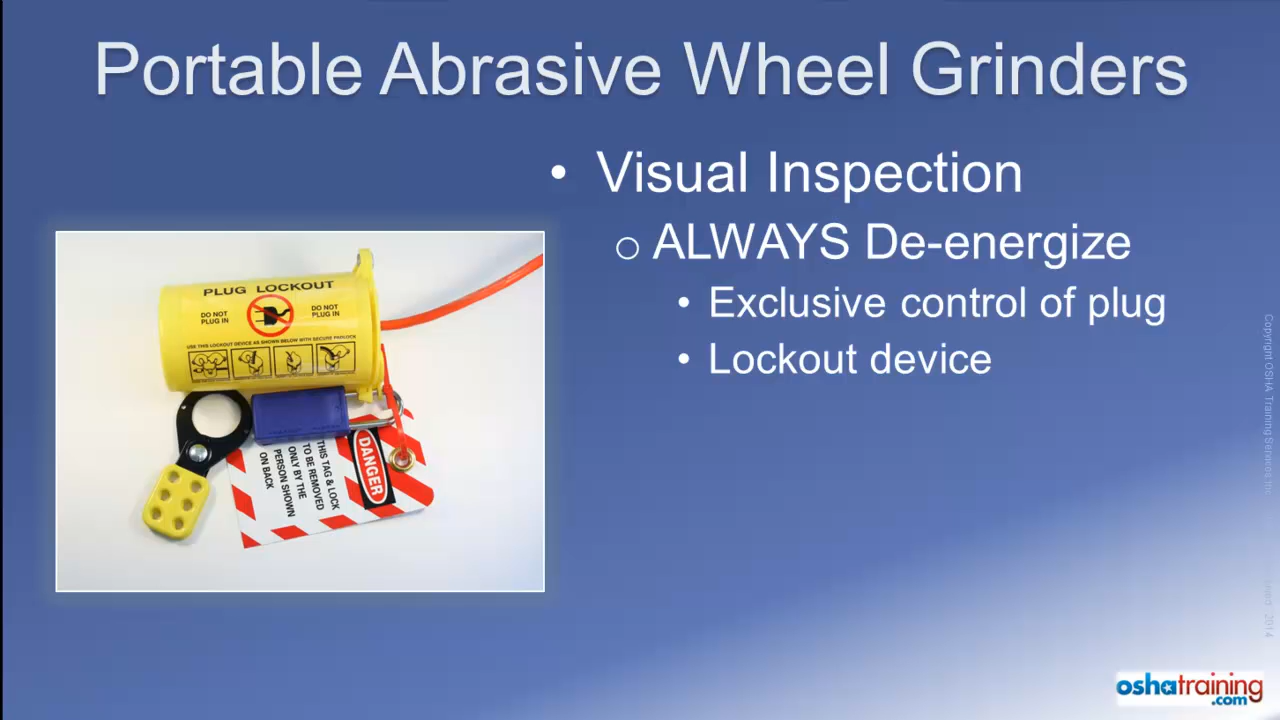 Portable Abrasive Wheel Grinders
• Visual Inspection
o ALWAYS De-energize
• Exclusive control of plug
• Lockout device
PLUG LOCKOUT
DO NOT
PLUG IN
DO NOT
PLUG IN
USE THIS LOCKOUT DEVICE AS SHOWN BELOW WITH SECURE PADLOCK
DANGER
THIS TAG & LOCK
TO BE REMOVED
ONLY BY THE
PERSON SHOWN
ON BACK
Copyright OSHA Training Services Inc.
2014
oshatraining
.com